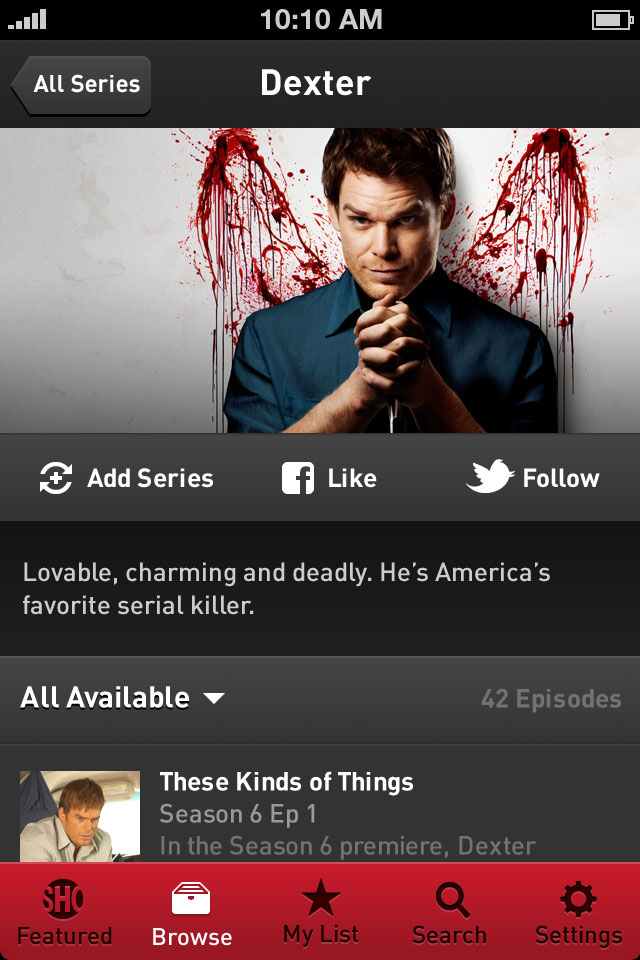 10:10 AM
All Series
Dexter
Add Series
Like
Follow
Lovable, charming and deadly. He’s America’s
favorite serial killer.
All Available
42 Episodes
These Kinds of Things
Season 6 Ep 1
In the Season 6 premiere, Dexter
SHO
Featured
Browse
My List
Search
Settings